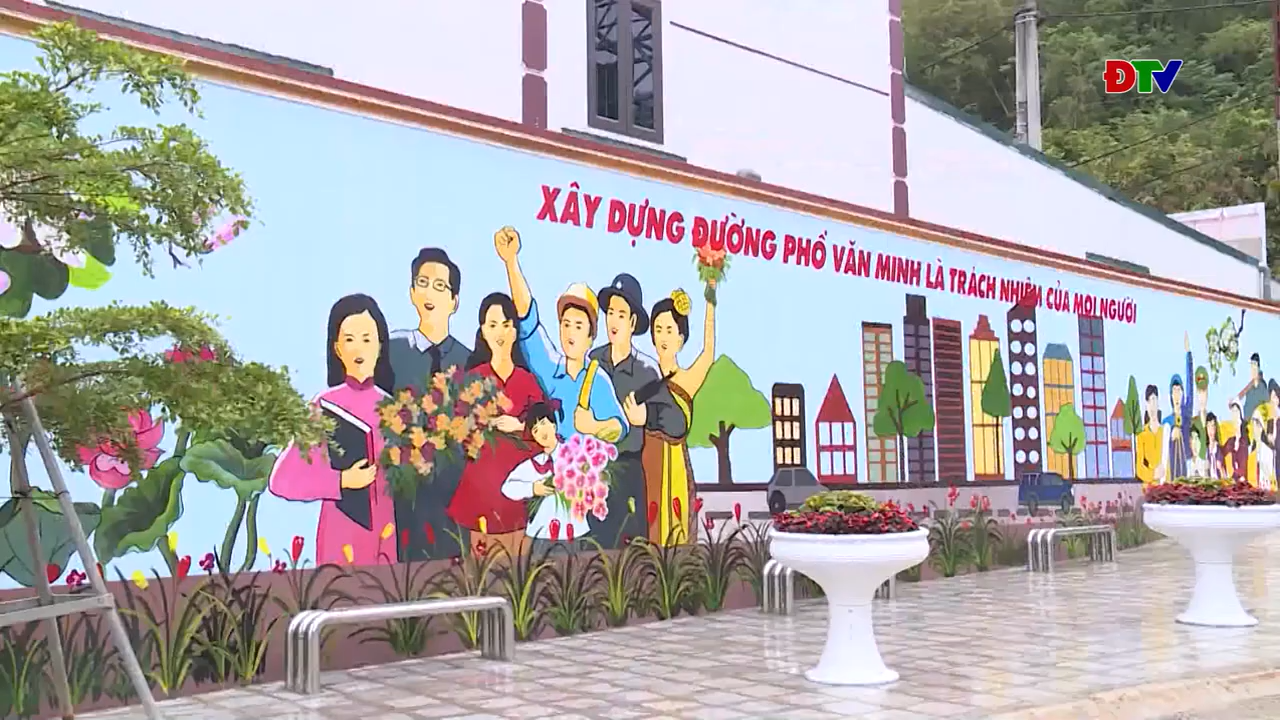 ĐTV
XÂY DỰNG ĐƯỜNG PHỐ VĂN MINH LÀ TRÁCH NHIỆM CỦA MỌI NGƯỜI